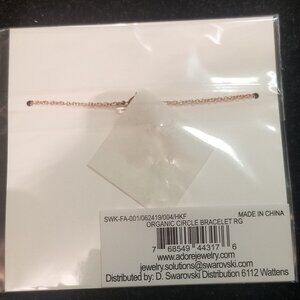 SWK-FA-001/062419/004/HKF MADE IN CHINA
ORGANIC CIRCLE BRACELET RG
7 68549 44317 6
www.adorejewelry.com
jewelry.solutions@swarovski.com
Distributed by: D. Swarovski Distribution 6112 Wattens